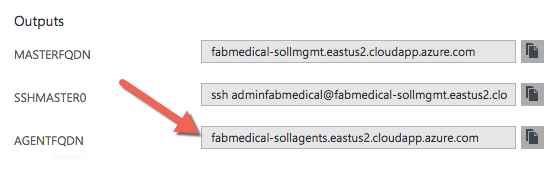 Outputs
MASTERFQDN
fabmedical-sollmgmt.eastus2.cloudapp.azure.com
SSHMASTER0
ssh adminfabmedical@fabmedical-sollmgmt.eastus2.clo
AGENTFQDN
fabmedical-sollagents.eastus2.cloudapp.azure.com